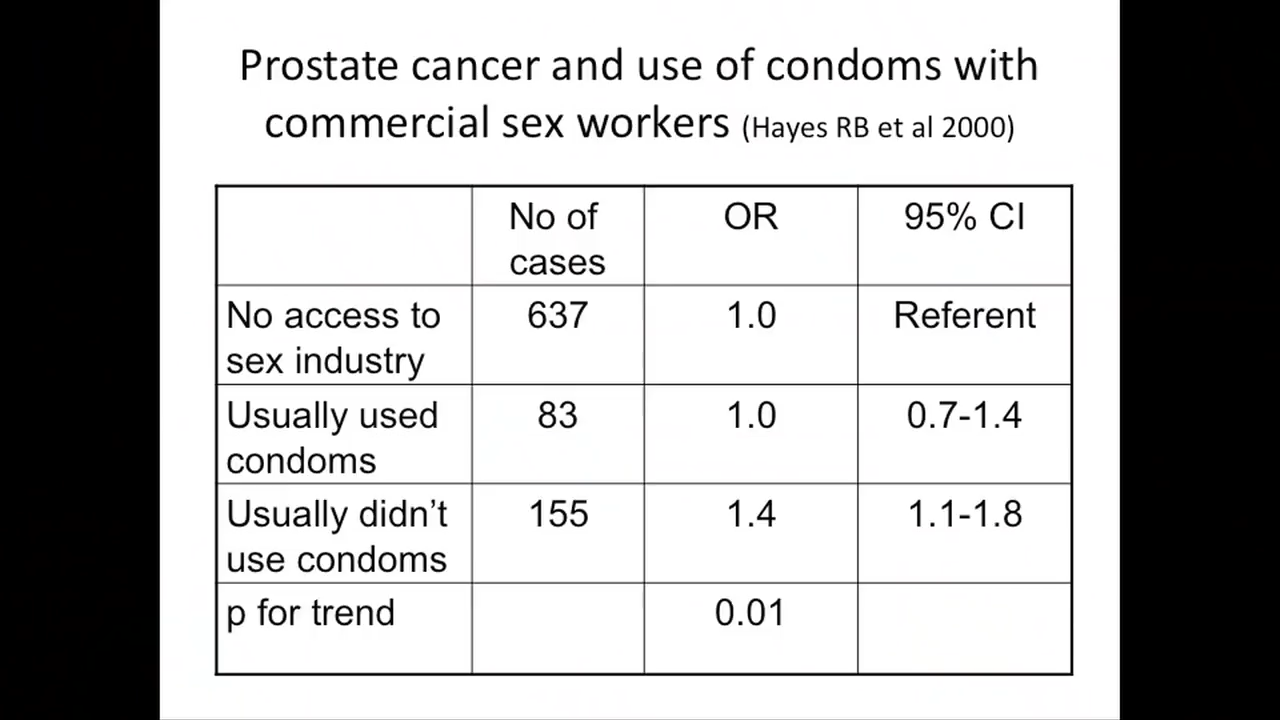 Prostate cancer and use of condoms with
commercial sex workers (Hayes RB et al 2000)
No of cases OR 95% CI
No access to sex industry 637 1.0 Referent
Usually used condoms 83 1.0 0.7-1.4
Usually didn’t use condoms 155 1.4 1.1-1.8
p for trend 0.01